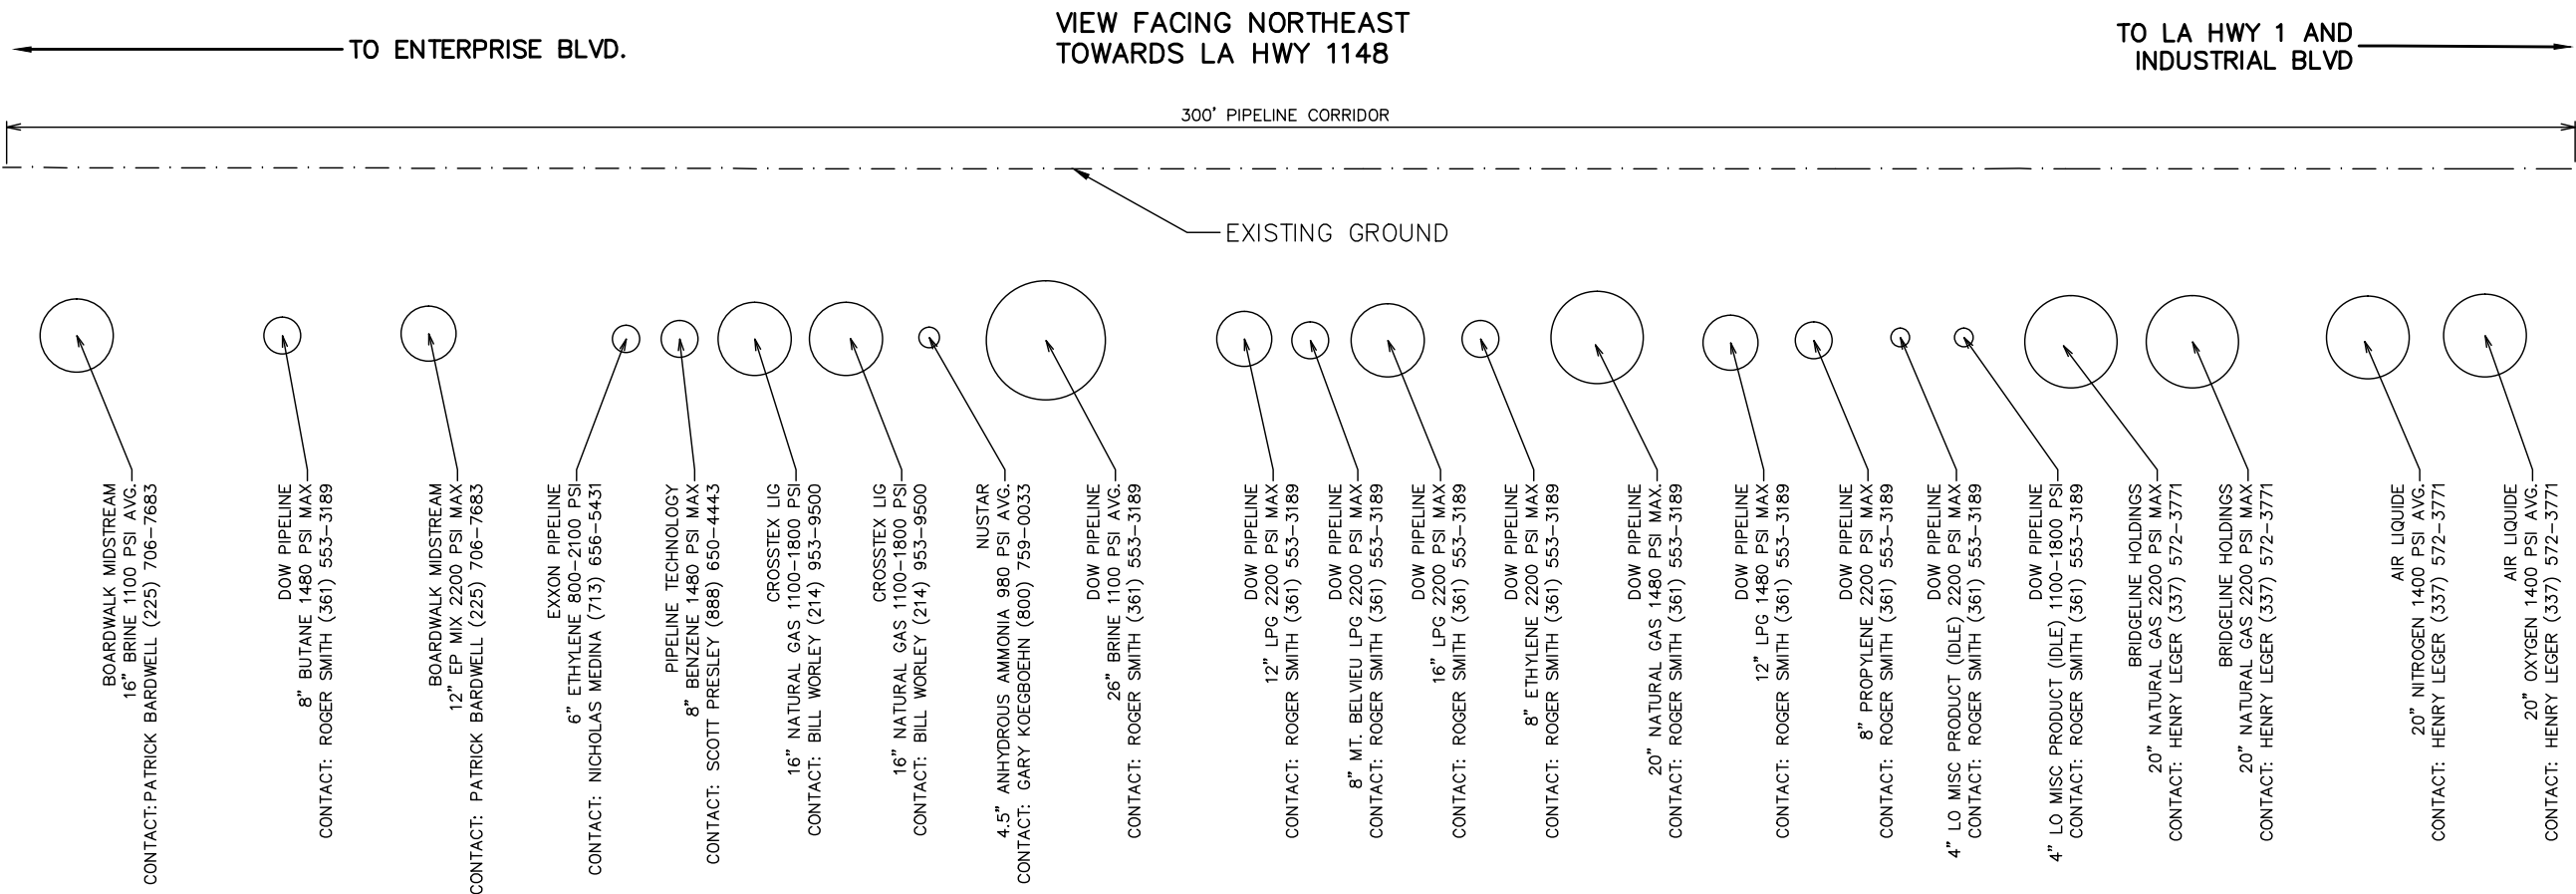 VIEW FACING NORTHEAST
TOWARDS LA HWY 1148
TO ENTERPRISE BLVD.
TO LA HWY 1 AND
INDUSTRIAL BLVD
300' PIPELINE CORRIDOR
EXISTING GROUND
BOARDWALK MIDSTREAM
16" BRINE 1100 PSI AVG.
CONTACT:PATRICK BARDWELL (225) 706-7683
DOW PIPELINE
8" BUTANE 1480 PSI MAX
CONTACT: ROGER SMITH (361) 553-3189
BOARDWALK MIDSTREAM
12" EP MIX 2200 PSI MAX
CONTACT: PATRICK BARDWELL (225) 706-7683
EXXON PIPELINE
6" ETHYLENE 800-2100 PSI
CONTACT: NICHOLAS MEDINA (713) 656-5431
PIPELINE TECHNOLOGY
8" BENZENE 1480 PSI MAX
CONTACT: SCOTT PRESLEY (888) 650-4443
CROSSTEX LIG
16" NATURAL GAS 1100-1800 PSI
CONTACT: BILL WORLEY (214) 953-9500
CROSSTEX LIG
16" NATURAL GAS 1100-1800 PSI
CONTACT: BILL WORLEY (214) 953-9500
NUSTAR
4.5" ANHYDROUS AMMONIA 980 PSI AVG.
CONTACT: GARY KOEGBOEHN (800) 759-00333
DOW PIPELINE
26" BRINE 1100 PSI AVG.
CONTACT: ROGER SMITH (361) 553-3189
DOW PIPELINE
12" LPG 2200 PSI MAX
CONTACT: ROGER SMITH (361) 553-3189
DOW PIPELINE
8" MT. BELVIEU LPG 2200 PSI MAX
CONTACT: ROGER SMITH (361) 553-3189
DOW PIPELINE
16" LPG 2200 PSI MAX
CONTACT: ROGER SMITH (361) 553-3189
DOW PIPELINE
8" ETHYLENE 2200 PSI MAX
CONTACT: ROGER SMITH (361) 553-3189
DOW PIPELINE
20" NATURAL GAS 1480 PSI MAX.
CONTACT: ROGER SMITH (361) 553-3189
DOW PIPELINE
12" LPG 1480 PSI MAX
CONTACT: ROGER SMITH (361) 553-3189
DOW PIPELINE
8" PROPYLENE 2200 PSI MAX
CONTACT: ROGER SMITH (361) 553-3189
DOW PIPELINE
4" LO MISC PRODUCT (IDLE) 2200 PSI MAX
CONTACT: ROGER SMITH (361) 553-3189
DOW PIPELINE
4" LO MISC PRODUCT (IDLE) 1100-1800 PSI
CONTACT: ROGER SMITH (361) 553-3189
BRIDGELINE HOLDINGS
20" NATURAL GAS 2200 PSI MAX
CONTACT: HENRY LEGER (337) 572-3771
BRIDGELINE HOLDINGS
20" NATURAL GAS 2200 PSI MAX
CONTACT: HENRY LEGER (337) 572-3771
AIR LIQUIDE
20" NITROGEN 1400 PSI AVG.
CONTACT: HENRY LEGER (337) 572-3771
AIR LIQUIDE
20" OXYGEN 1400 PSI AVG.
CONTACT: HENRY LEGER (337) 572-3771